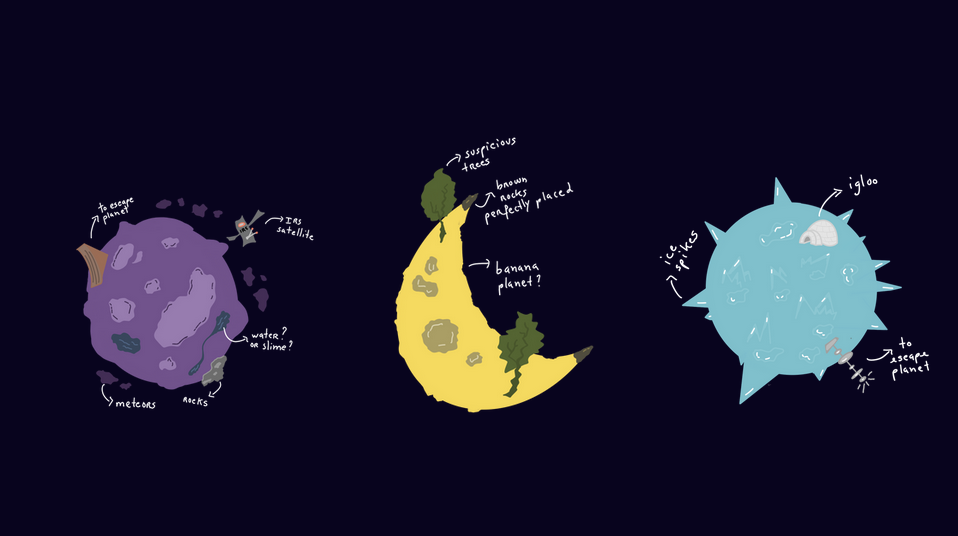 to escape
planet
IRS
satellite
water?
or slime?
meteors
rocks
suspicious
trees
brown
rocks
perfectly placed
banana
planet?
igloo
ice
spikes
to
escape
planet